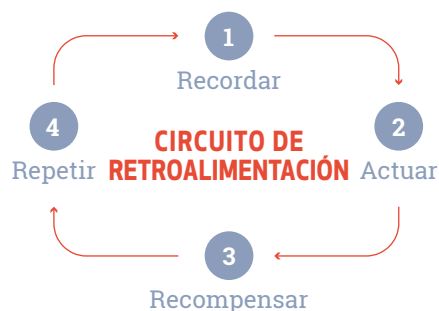 1
Recordar
2
Actuar
CIRCUITO DE
RETROALIMENTACIÓN
4
Repetir
3
Recompensar